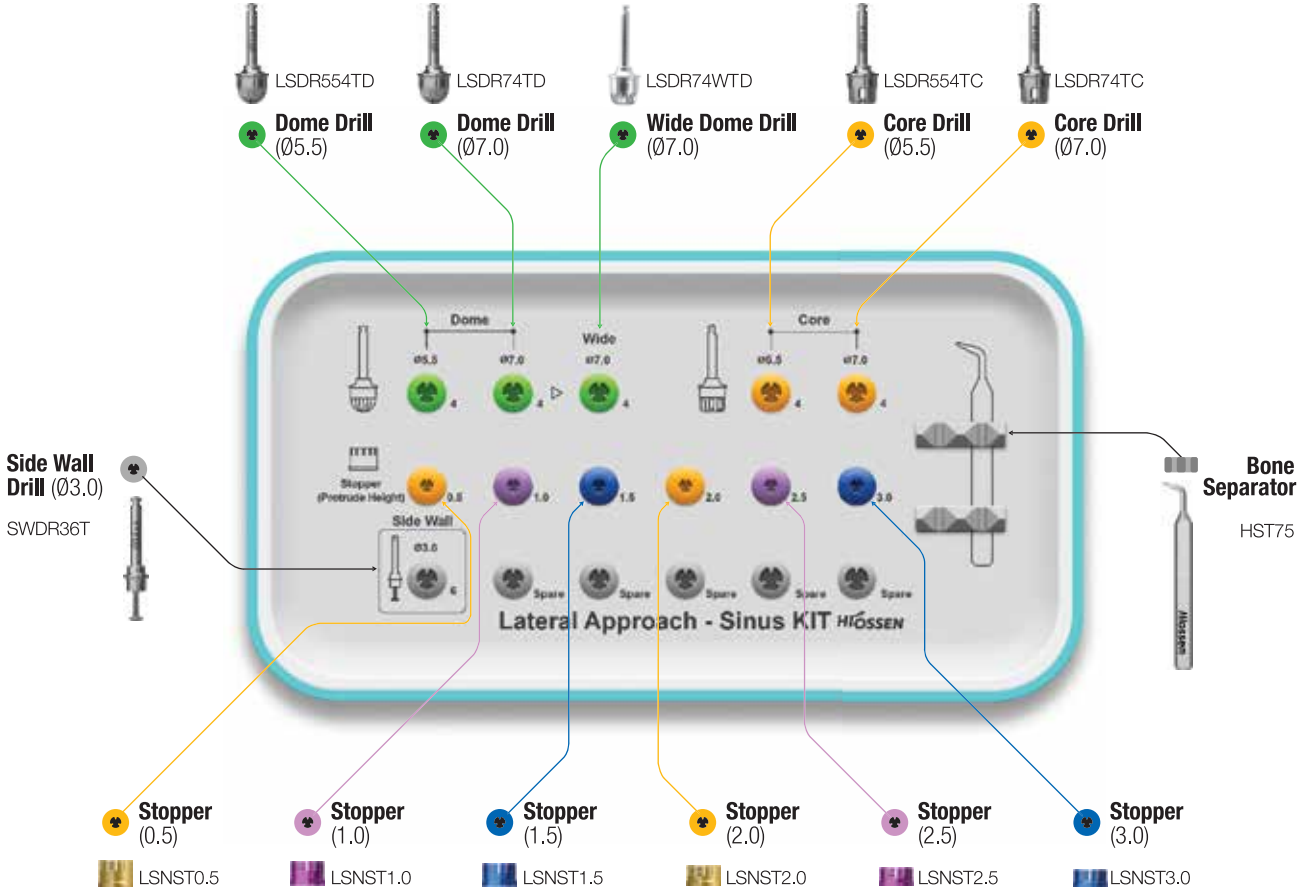 LSDR554TD
LSDR74TD
LSDR74WTD
LSDR554TC
LSDR74TC
Dome Drill
(Ø5.5)
Dome Drill
(Ø7.0)
Wide Dome Drill
(Ø7.0)
Core Drill
(Ø5.5)
Core Drill
(Ø7.0)
Dome
Wide
Core
Ø5.5
Ø7.0
Ø7.0
Ø5.5
Ø7.0
4
4
4
4
4
Stopper
(Protrude Height)
0.5
1.0
1.5
2.0
2.5
3.0
Side Wall
Ø3.0
6
Spare
Spare
Spare
Spare
Spare
Lateral Approach - Sinus KIT HIOSSEN
Side Wall
Drill (Ø3.0)
SWDR36T
Bone
Separator
HST75
Hiossen
Stopper
(0.5)
Stopper
(1.0)
Stopper
(1.5)
Stopper
(2.0)
Stopper
(2.5)
Stopper
(3.0)
LSNST0.5
LSNST1.0
LSNST1.5
LSNST2.0
LSNST2.5
LSNST3.0